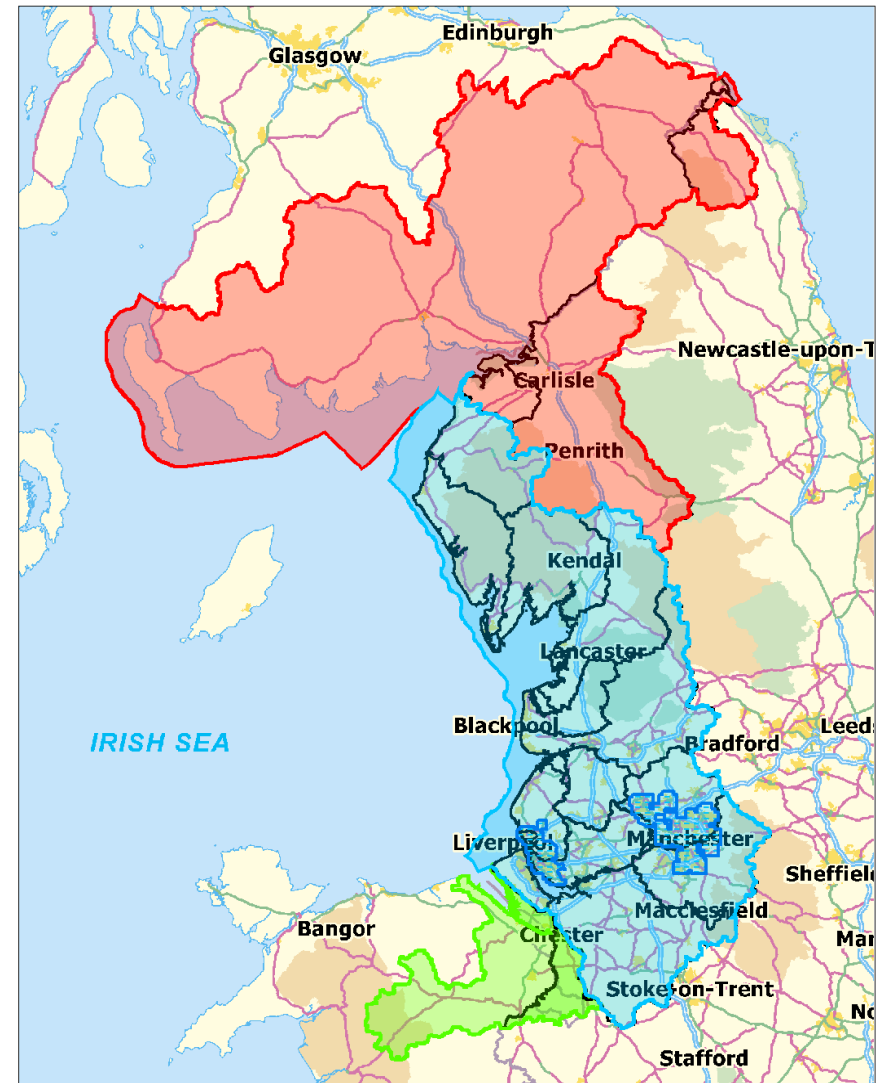 Edinburgh
Glasgow
Newcastle-upon-T
Carlisle
Penrith
Kendal
Lancaster
Blackpool
IRISH SEA
Bradford
Leeds
Liverpool
Manchester
Sheffield
Macclesfield
Bangor
Chester
Mar
Stoke-on-Trent
No
Stafford